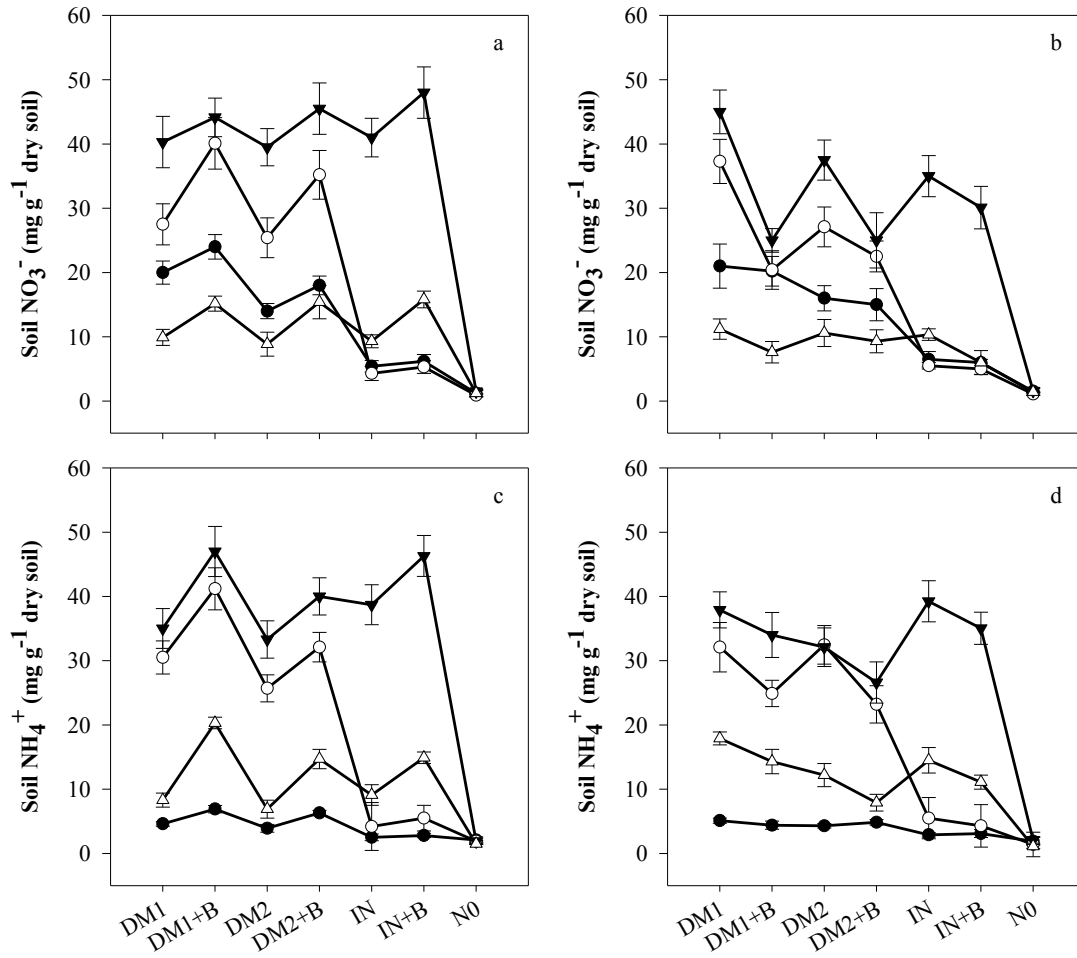 60
50
40
30
20
10
0
Soil NO3- (mg g-1 dry soil)
a
60
50
40
30
20
10
0
Soil NO3- (mg g-1 dry soil)
b
60
50
40
30
20
10
0
Soil NH4+ (mg g-1 dry soil)
c
DM1
DM1+B
DM2
DM2+B
IN
IN+B
N0
60
50
40
30
20
10
0
Soil NH4+ (mg g-1 dry soil)
d
DM1
DM1+B
DM2
DM2+B
IN
IN+B
N0